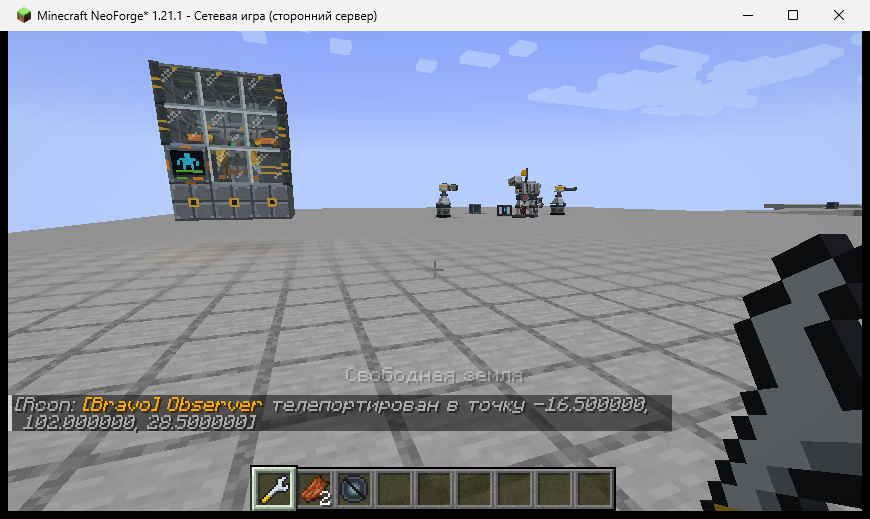 Minecraft NeoForge* 1.21.1 - Сетевая игра (сторонний сервер)
Свободная земля
[Rcon: [Bravo] Observer телепортирован в точку -16.500000,
102.000000, 28.500000]
2